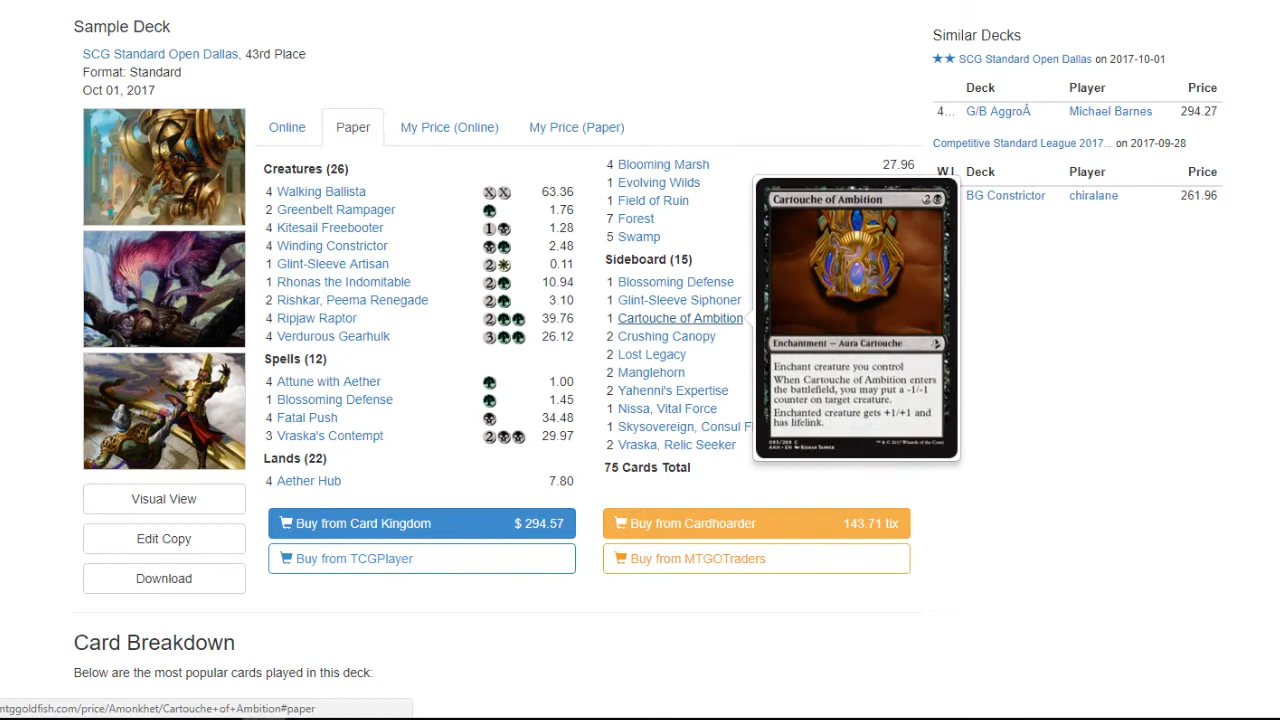 Sample Deck
SCG Standard Open Dallas, 43rd Place
Format: Standard
Oct 01, 2017
Online Paper My Price (Online) My Price (Paper)
Creatures (26)
4 Walking Ballista X X 63.36
2 Greenbelt Rampager 1.76
4 Kitesail Freebooter 1 1.28
4 Winding Constrictor 2.48
1 Glint-Sleeve Artisan 2 0.11
1 Rhonas the Indomitable 2 10.94
2 Rishkar, Peema Renegade 2 3.10
4 Ripjaw Raptor 2 39.76
4 Verdurous Gearhulk 3 26.12
Spells (12)
4 Attune with Aether 1.00
1 Blossoming Defense 1.45
4 Fatal Push 34.48
3 Vraska's Contempt 2 29.97
Lands (22)
4 Aether Hub 7.80
4 Blooming Marsh 27.96
1 Evolving Wilds
1 Field of Ruin
7 Forest
5 Swamp
Sideboard (15)
1 Blossoming Defense
1 Glint-Sleeve Siphoner
1 Cartouche of Ambition
2 Crushing Canopy
2 Lost Legacy
2 Manglehorn
2 Yahenni's Expertise
1 Nissa, Vital Force
1 Skysovereign, Consul F
2 Vraska, Relic Seeker
75 Cards Total
Cartouche of Ambition 2
Enchantment — Aura Cartouche
Enchant creature you control
When Cartouche of Ambition enters
the battlefield, you may put a -1/-1
counter on target creature.
Enchanted creature gets +1/+1 and
has lifelink.
Buy from Card Kingdom $ 294.57
Buy from TCGPlayer
Buy from Cardhoarder 143.71 tix
Buy from MTGOTraders
Visual View
Edit Copy
Download
Similar Decks
★★ SCG Standard Open Dallas on 2017-10-01
Deck Player Price
4... G/B AggroÂ Michael Barnes 294.27
Competitive Standard League 2017... on 2017-09-28
Deck Player Price
BG Constrictor chiralane 261.96
Card Breakdown
Below are the most popular cards played in this deck:
mtggoldfish.com/price/Amonkhet/Cartouche+of+Ambition#paper